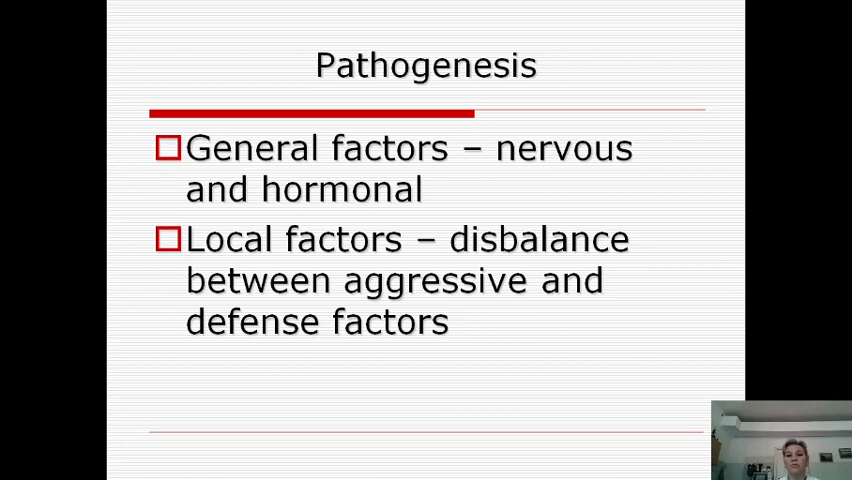 Pathogenesis
General factors – nervous
and hormonal
Local factors – disbalance
between aggressive and
defense factors